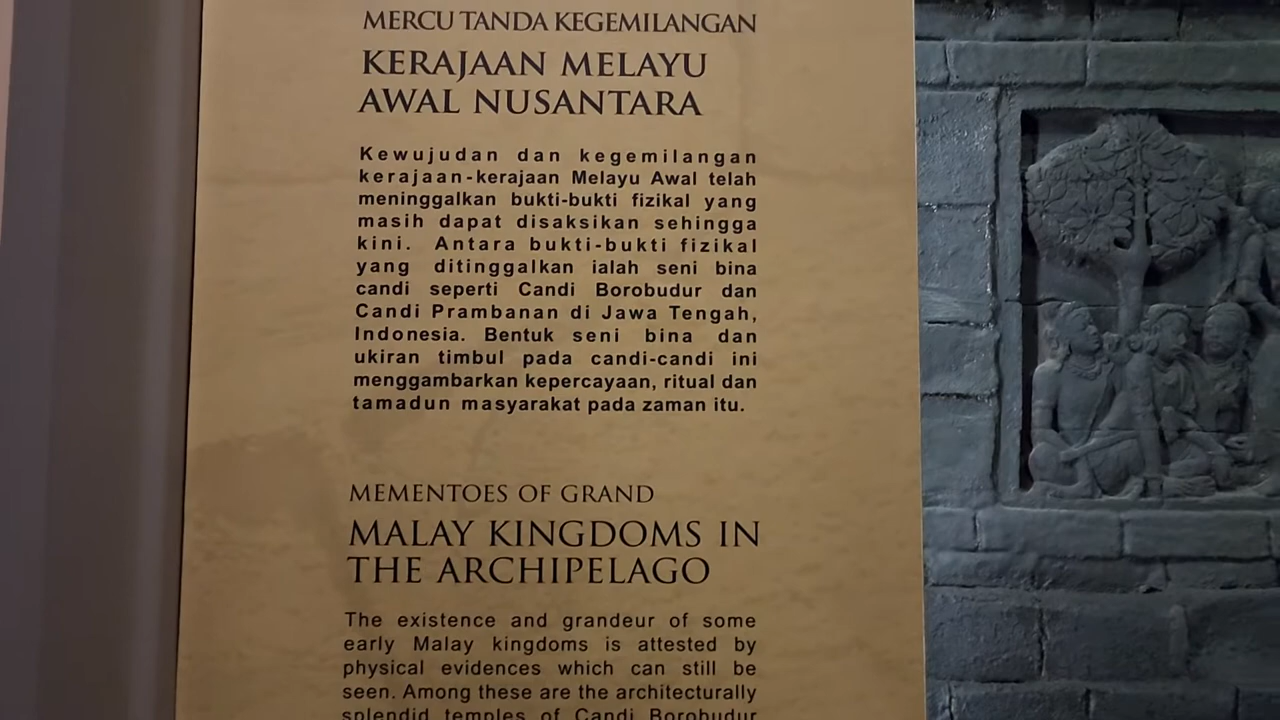 MERCU TANDA KEGEMILANGAN
KERAJAAN MELAYU
AWAL NUSANTARA
Kewujudan dan kegemilangan
kerajaan-kerajaan Melayu Awal telah
meninggalkan bukti-bukti fizikal yang
masih dapat disaksikan sehingga
kini. Antara bukti-bukti fizikal
yang ditinggalkan ialah seni bina
candi seperti Candi Borobudur dan
Candi Prambanan di Jawa Tengah,
Indonesia. Bentuk seni bina dan
ukiran timbul pada candi-candi ini
menggambarkan kepercayaan, ritual dan
tamadun masyarakat pada zaman itu.
MEMENTOES OF GRAND
MALAY KINGDOMS IN
THE ARCHIPELAGO
The existence and grandeur of some
early Malay kingdoms is attested by
physical evidences which can still be
seen. Among these are the architecturally
splendid temples of Candi Borobudur